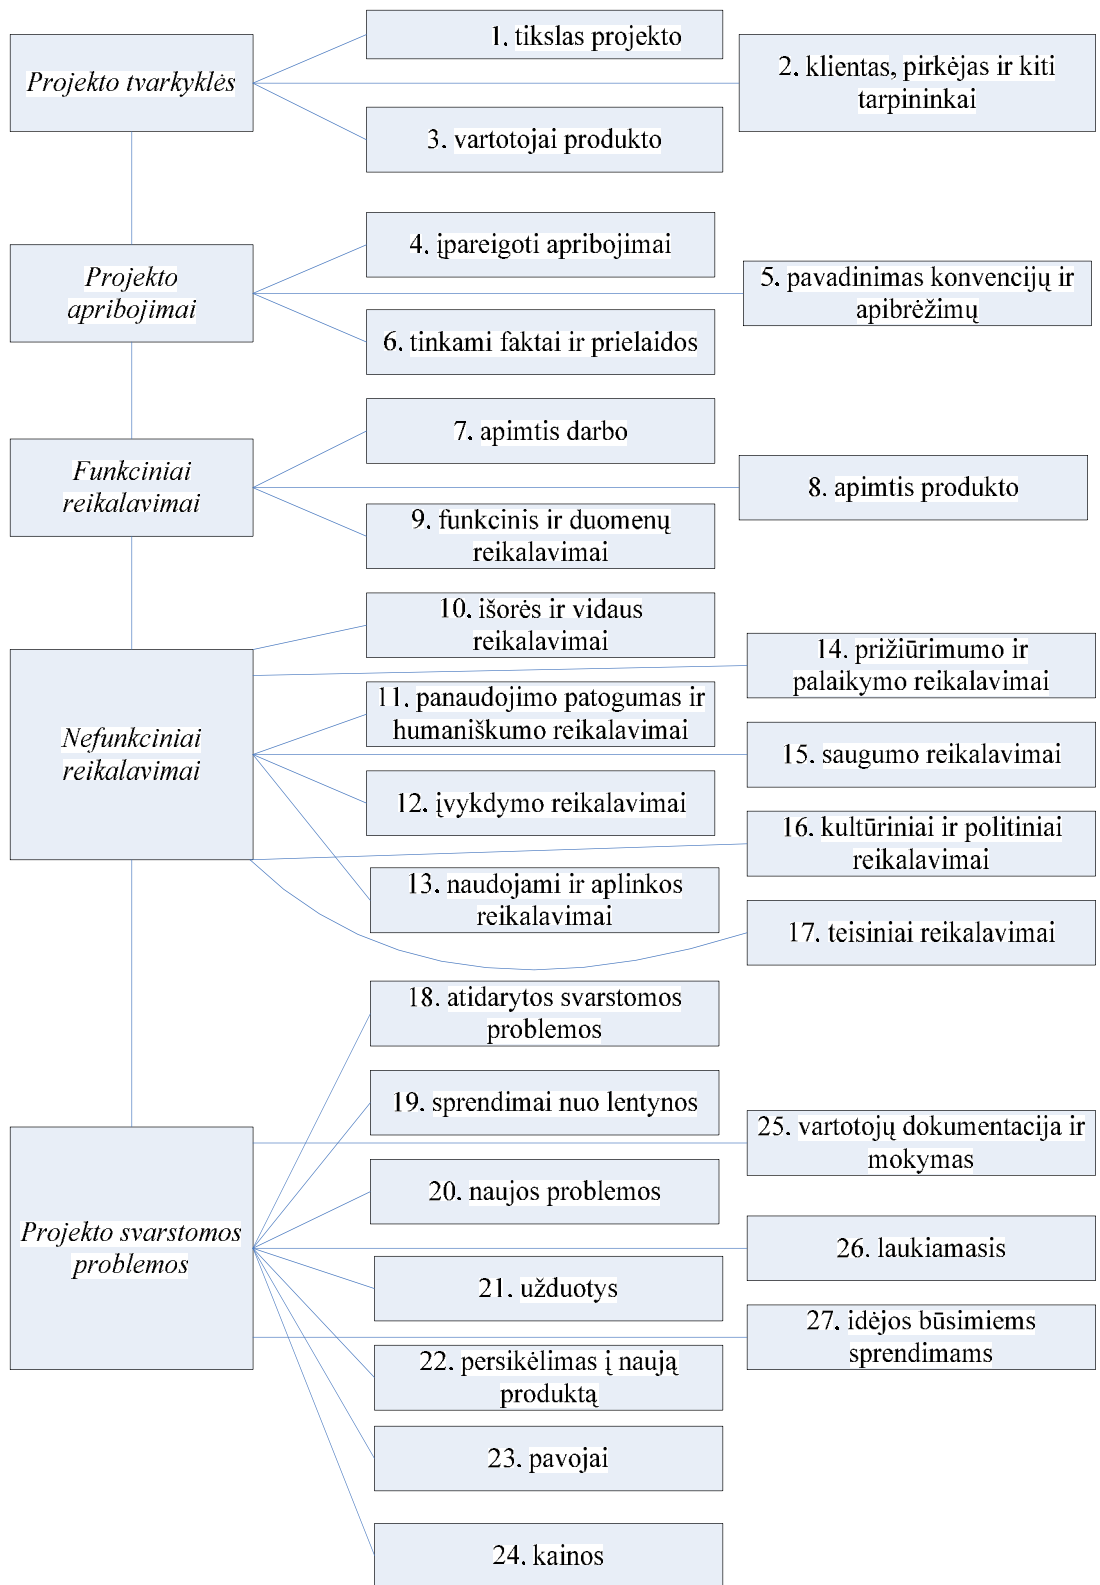 Projekto tvarkyklės
1. tikslas projekto
2. klientas, pirkėjas ir kiti
tarpininkai
3. vartotojai produkto
Projekto
apribojimai
4. įpareigoti apribojimai
5. pavadinimas konvencijų ir
apibrėžimų
6. tinkami faktai ir prielaidos
Funkciniai
reikalavimai
7. apimtis darbo
8. apimtis produkto
9. funkcinis ir duomenų
reikalavimai
Nefunkciniai
reikalavimai
10. išorės ir vidaus
reikalavimai
11. panaudojimo patogumas ir
humaniškumo reikalavimai
12. įvykdymo reikalavimai
13. naudojami ir aplinkos
reikalavimai
14. prižiūrimumo ir
palaikymo reikalavimai
15. saugumo reikalavimai
16. kultūriniai ir politiniai
reikalavimai
17. teisiniai reikalavimai
Projekto svarstomos
problemos
18. atidarytos svarstomos
problemos
19. sprendimai nuo lentynos
20. naujos problemos
21. užduotys
22. persikėlimas į naują
produktą
23. pavojai
24. kainos
25. vartotojų dokumentacija ir
mokymas
26. laukiamasis
27. idėjos būsimiems
sprendimams